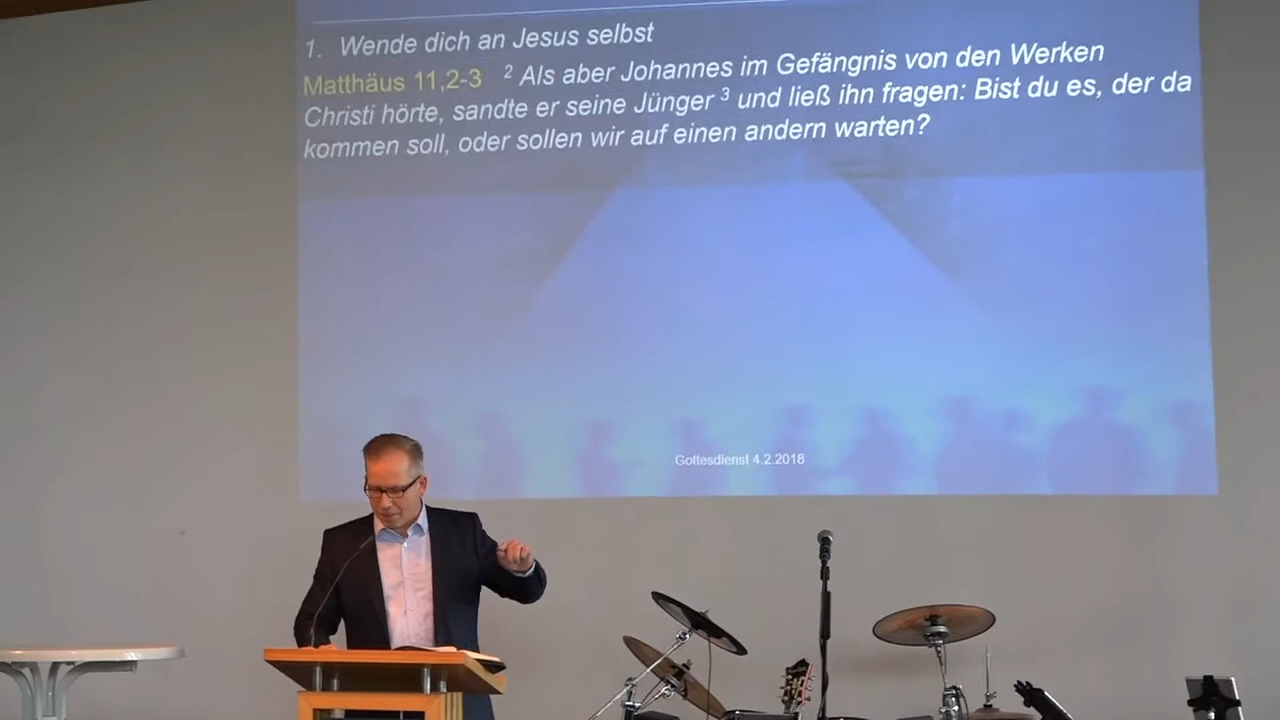 1. Wende dich an Jesus selbst
Matthäus 11,2-3 ² Als aber Johannes im Gefängnis von den Werken
Christi hörte, sandte er seine Jünger ³ und ließ ihn fragen: Bist du es, der da
kommen soll, oder sollen wir auf einen andern warten?
Gottesdienst 4.2.2018